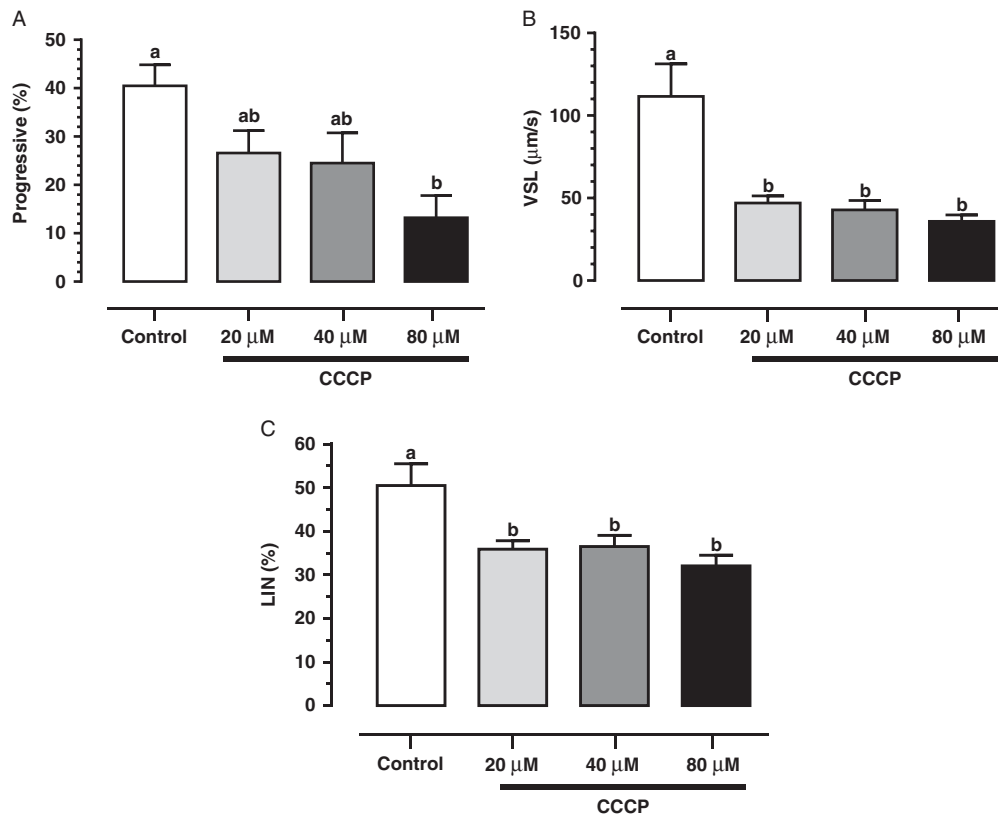 A
Progressive (%)
50
40
30
20
10
0
a
ab
ab
b
Control
20 μM
40 μM
80 μM
CCCP
B
VSL (μm/s)
150
100
50
0
a
b
b
b
Control
20 μM
40 μM
80 μM
CCCP
C
LIN (%)
60
50
40
30
20
10
0
a
b
b
b
Control
20 μM
40 μM
80 μM
CCCP